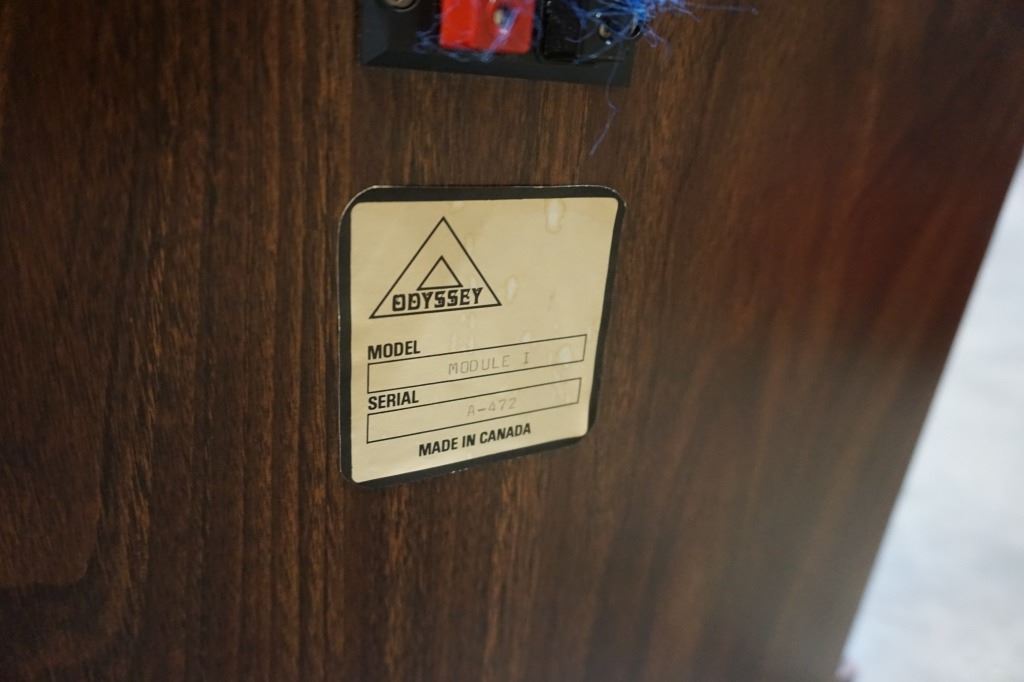 ODYSSEY
MODEL
MODULE I
SERIAL
A-472
MADE IN CANADA